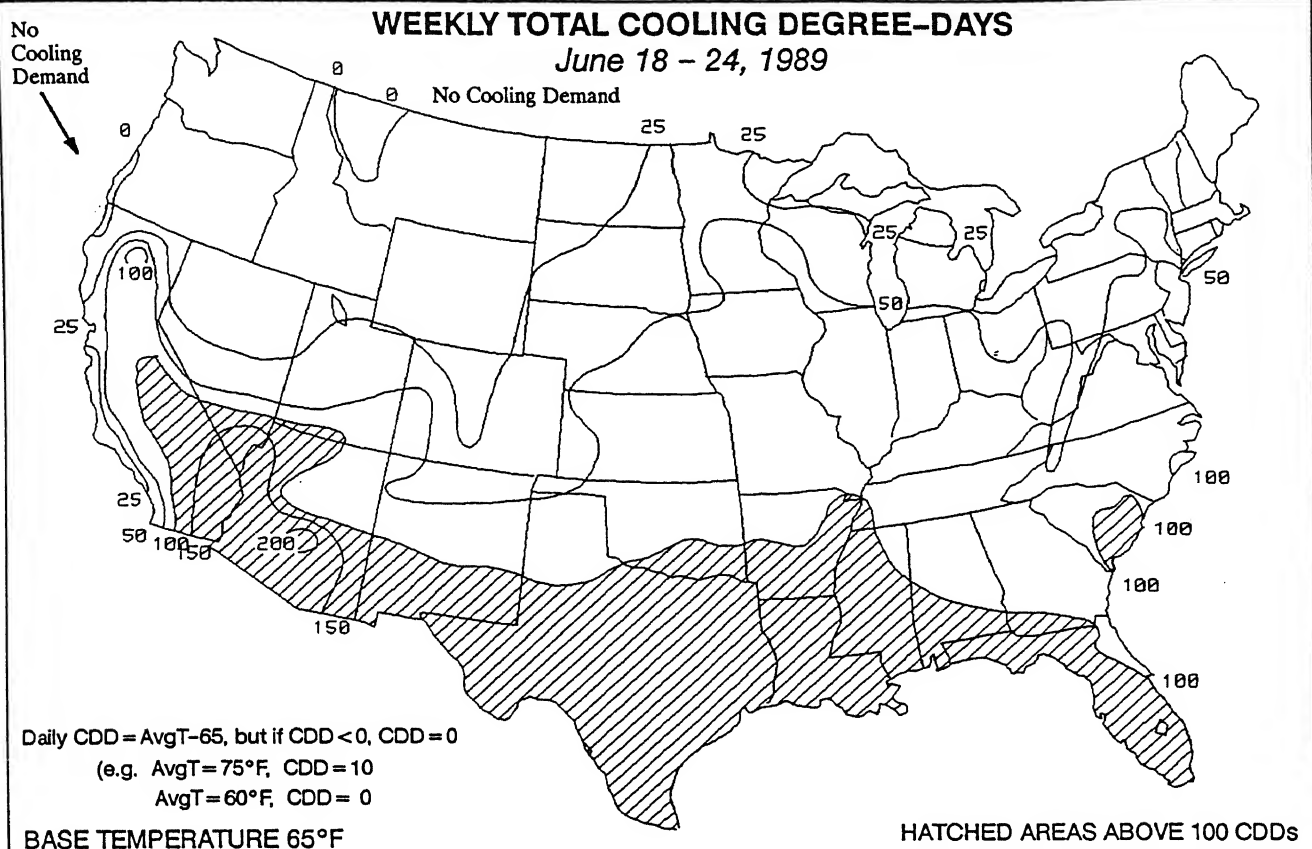 WEEKLY TOTAL COOLING DEGREE-DAYS
June 18 - 24, 1989
No
Cooling
Demand
0
0
0
No Cooling Demand
25
25
25
25
100
50
50
25
100
25
100
50
100
150
200
100
150
100
Daily CDD = AvgT-65, but if CDD < 0, CDD = 0
(e.g. AvgT = 75°F, CDD = 10
AvgT = 60°F, CDD = 0
BASE TEMPERATURE 65°F
HATCHED AREAS ABOVE 100 CDDs